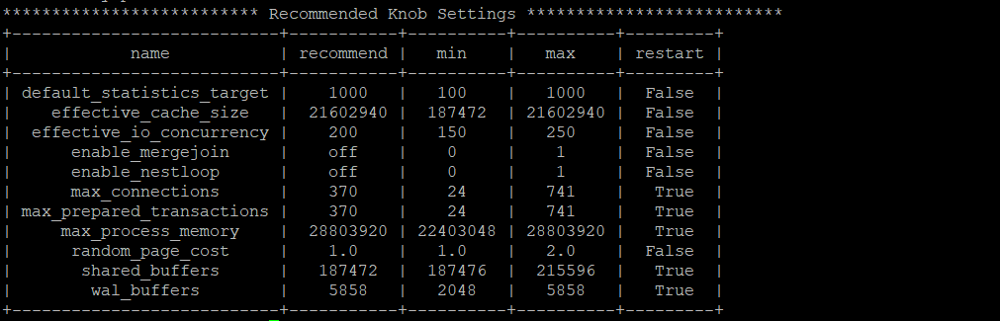 ************************* Recommended Knob Settings **************************
+---------------------------+-----------+----------+----------+---------+
|            name           | recommend |   min    |   max    | restart |
+---------------------------+-----------+----------+----------+---------+
| default_statistics_target |    1000   |   100    |   1000   |  False  |
|    effective_cache_size   |  21602940 |  187472  | 21602940 |  False  |
|  effective_io_concurrency |    200    |   150    |   250    |  False  |
|      enable_mergejoin     |    off    |    0     |    1     |  False  |
|      enable_nestloop      |    off    |    0     |    1     |  False  |
|      max_connections      |    370    |    24    |   741    |   True  |
| max_prepared_transactions |    370    |    24    |   741    |   True  |
|     max_process_memory    |  28803920 | 22403048 | 28803920 |   True  |
|      random_page_cost     |    1.0    |   1.0    |   2.0    |  False  |
|       shared_buffers      |   187472  |  187476  |  215596  |   True  |
|        wal_buffers        |    5858   |   2048   |   5858   |   True  |
+---------------------------+-----------+----------+----------+---------+